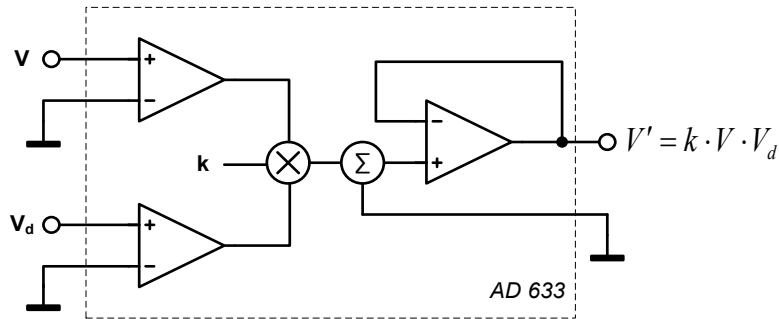 V
+
−
k
×
Σ
−
+
V' = k · V · V_d
V_d
+
−
AD 633